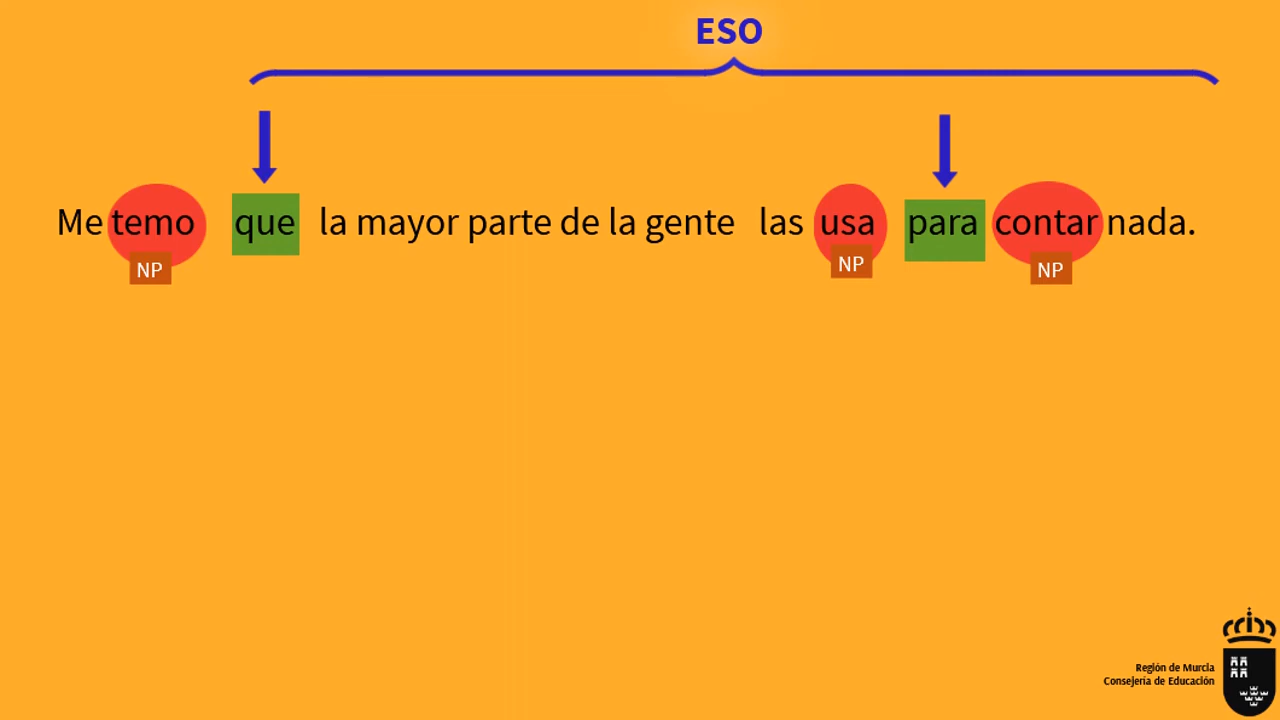 ESO
Me temo que la mayor parte de la gente las usa para contar nada.
NP NP NP
Región de Murcia
Consejería de Educación